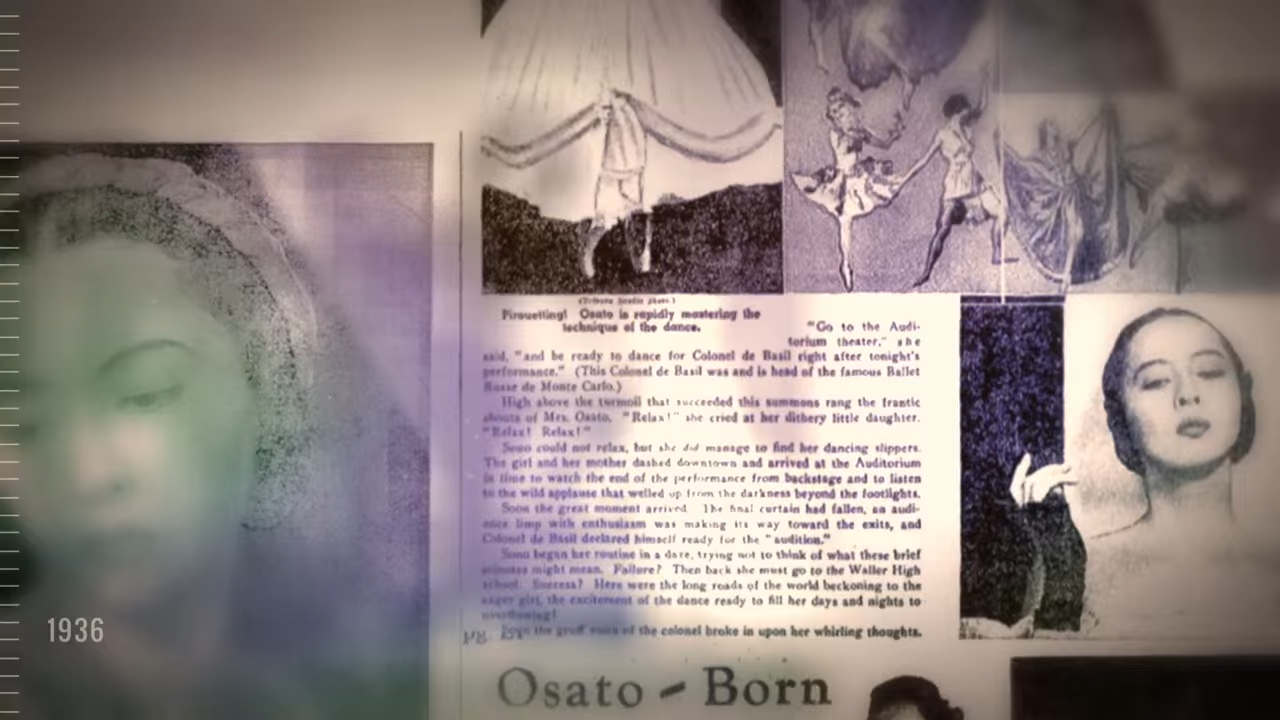 (Tribune Studio photo.)
Pirouetting! Osato is rapidly mastering the
technique of the dance.
"Go to the Audi-
torium theater," she
said, "and be ready to dance for Colonel de Basil right after tonight's
performance." (This Colonel de Basil was and is head of the famous Ballet
Russe de Monte Carlo.)
High above the turmoil that succeeded this summons rang the frantic
shouts of Mrs. Osato. "Relax!" she cried at her dithery little daughter.
"Relax! Relax!"
Sono could not relax, but she did manage to find her dancing slippers.
The girl and her mother dashed downtown and arrived at the Auditorium
in time to watch the end of the performance from backstage and to listen
to the wild applause that welled up from the darkness beyond the footlights.
Soon the great moment arrived. The final curtain had fallen, an audi-
ence limp with enthusiasm was making its way toward the exits, and
Colonel de Basil declared himself ready for the "audition."
Sono began her routine in a daze, trying not to think of what these brief
minutes might mean. Failure? Then back she must go to the Waller High
school. Success? Here were the long roads of the world beckoning to the
eager girl, the excitement of the dance ready to fill her days and nights to
overflowing!
the gruff voice of the colonel broke in upon her whirling thoughts.
1936
Osato - Born